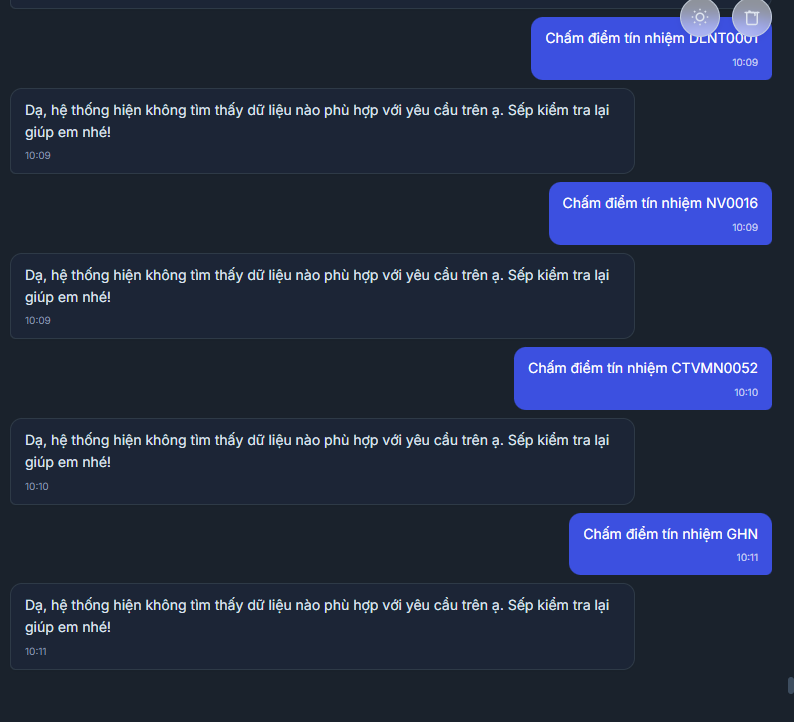 Chấm điểm tín nhiệm DLNT0001
10:09
Dạ, hệ thống hiện không tìm thấy dữ liệu nào phù hợp với yêu cầu trên ạ. Sếp kiểm tra lại
giúp em nhé!
10:09
Chấm điểm tín nhiệm NV0016
10:09
Dạ, hệ thống hiện không tìm thấy dữ liệu nào phù hợp với yêu cầu trên ạ. Sếp kiểm tra lại
giúp em nhé!
10:09
Chấm điểm tín nhiệm CTVMN0052
10:10
Dạ, hệ thống hiện không tìm thấy dữ liệu nào phù hợp với yêu cầu trên ạ. Sếp kiểm tra lại
giúp em nhé!
10:10
Chấm điểm tín nhiệm GHN
10:11
Dạ, hệ thống hiện không tìm thấy dữ liệu nào phù hợp với yêu cầu trên ạ. Sếp kiểm tra lại
giúp em nhé!
10:11